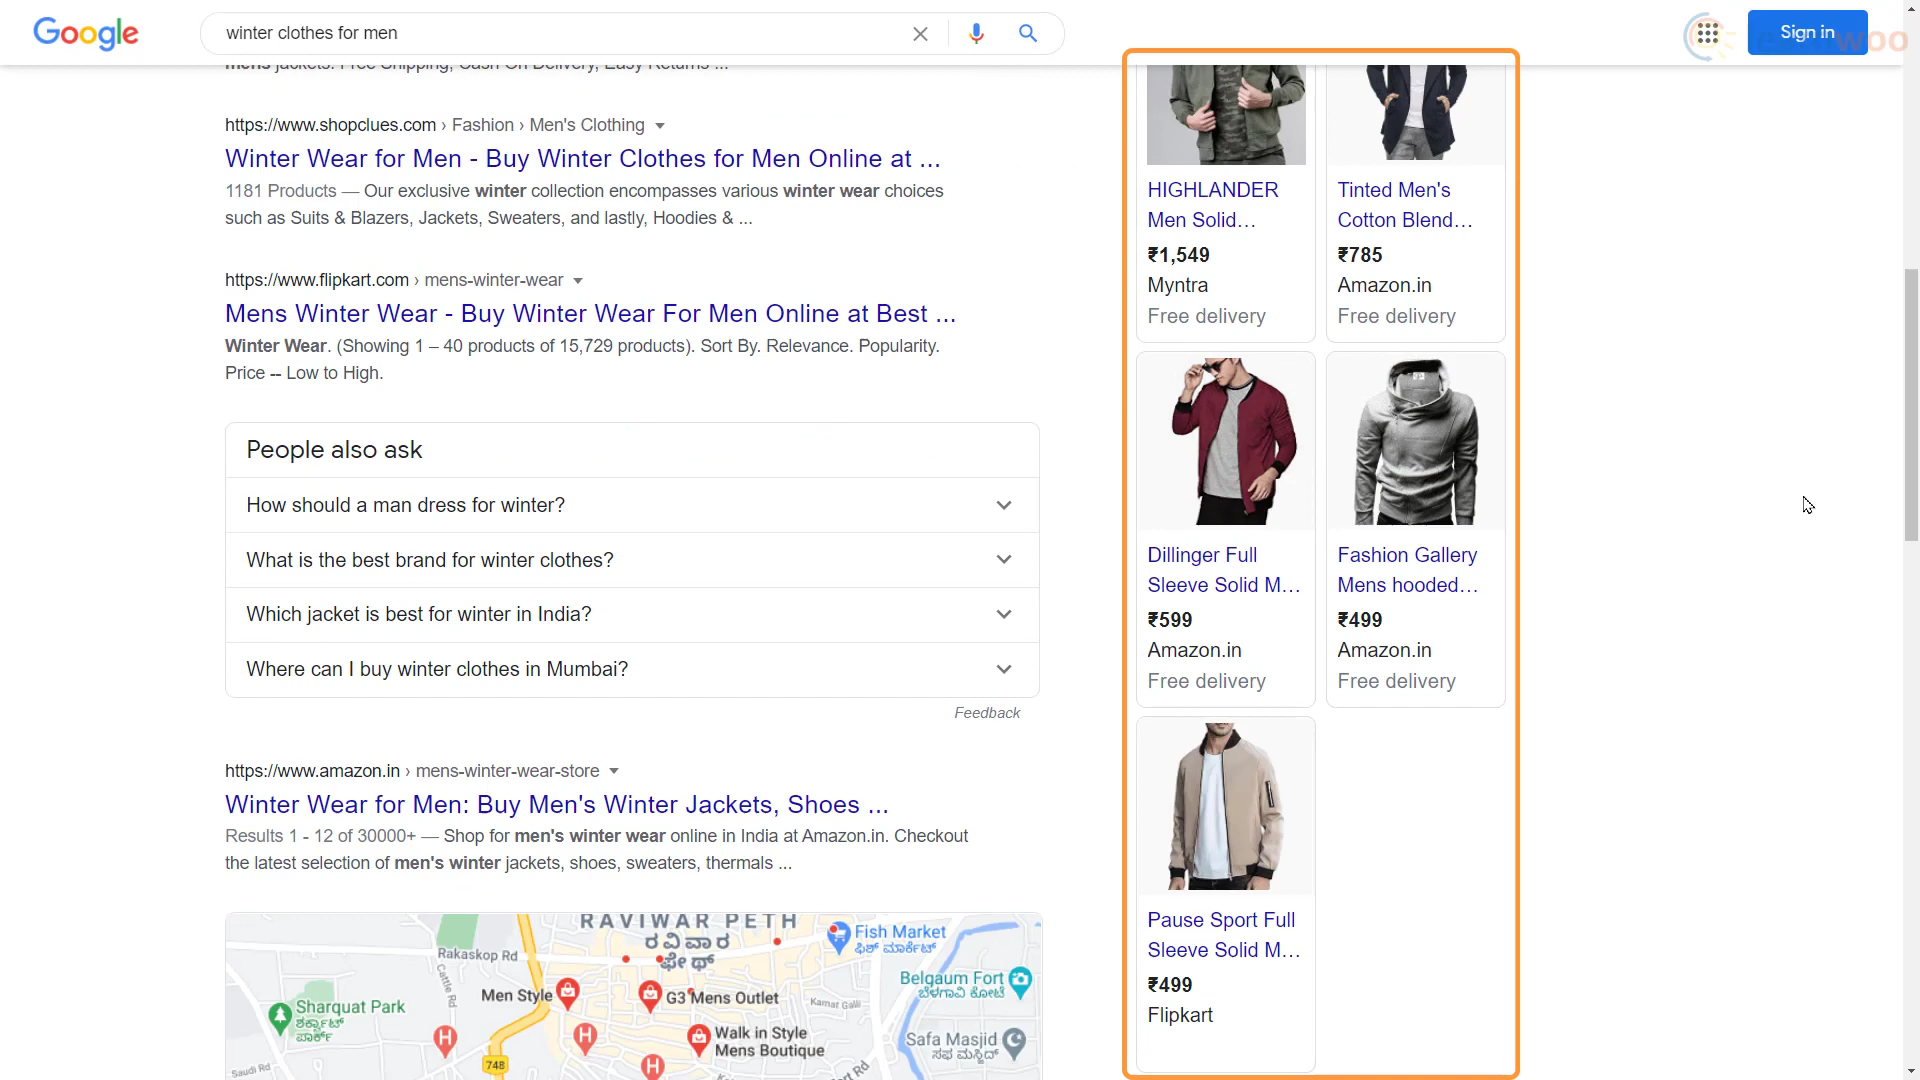 Google
winter clothes for men
Sign in
woo
mens jackets. Free Shipping, Cash On Delivery, Easy Returns ...
https://www.shopclues.com › Fashion › Men's Clothing
Winter Wear for Men - Buy Winter Clothes for Men Online at ...
1181 Products — Our exclusive winter collection encompasses various winter wear choices
such as Suits & Blazers, Jackets, Sweaters, and lastly, Hoodies & ...
https://www.flipkart.com › mens-winter-wear
Mens Winter Wear - Buy Winter Wear For Men Online at Best ...
Winter Wear. (Showing 1 – 40 products of 15,729 products). Sort By. Relevance. Popularity.
Price -- Low to High.
People also ask
How should a man dress for winter?
What is the best brand for winter clothes?
Which jacket is best for winter in India?
Where can I buy winter clothes in Mumbai?
Feedback
https://www.amazon.in › mens-winter-wear-store
Winter Wear for Men: Buy Men's Winter Jackets, Shoes ...
Results 1 - 12 of 30000+ — Shop for men's winter wear online in India at Amazon.in. Checkout
the latest selection of men's winter jackets, shoes, sweaters, thermals ...
RAVIWAR PETH
ರವಿವಾರ
ಫೇಥ್
Rakaskop Rd
Cattle Rd
Fish Market
ಫಿಶ್ ಮಾರ್ಕೆಟ್
Belgaum Fort
ಬೆಳಗಾವಿ ಕೋಟೆ
Men Style
G3 Mens Outlet
Kamat Galli
Sharquat Park
ಪಾರ್ಕ್
Walk in Style
Mens Boutique
Safa Masjid
ಸಫ ಮಸ್ಜಿದ್
748
Saudi Rd
Fort Rd
HIGHLANDER
Men Solid...
₹1,549
Myntra
Free delivery
Tinted Men's
Cotton Blend...
₹785
Amazon.in
Free delivery
Dillinger Full
Sleeve Solid M...
₹599
Amazon.in
Free delivery
Fashion Gallery
Mens hooded...
₹499
Amazon.in
Free delivery
Pause Sport Full
Sleeve Solid M...
₹499
Flipkart